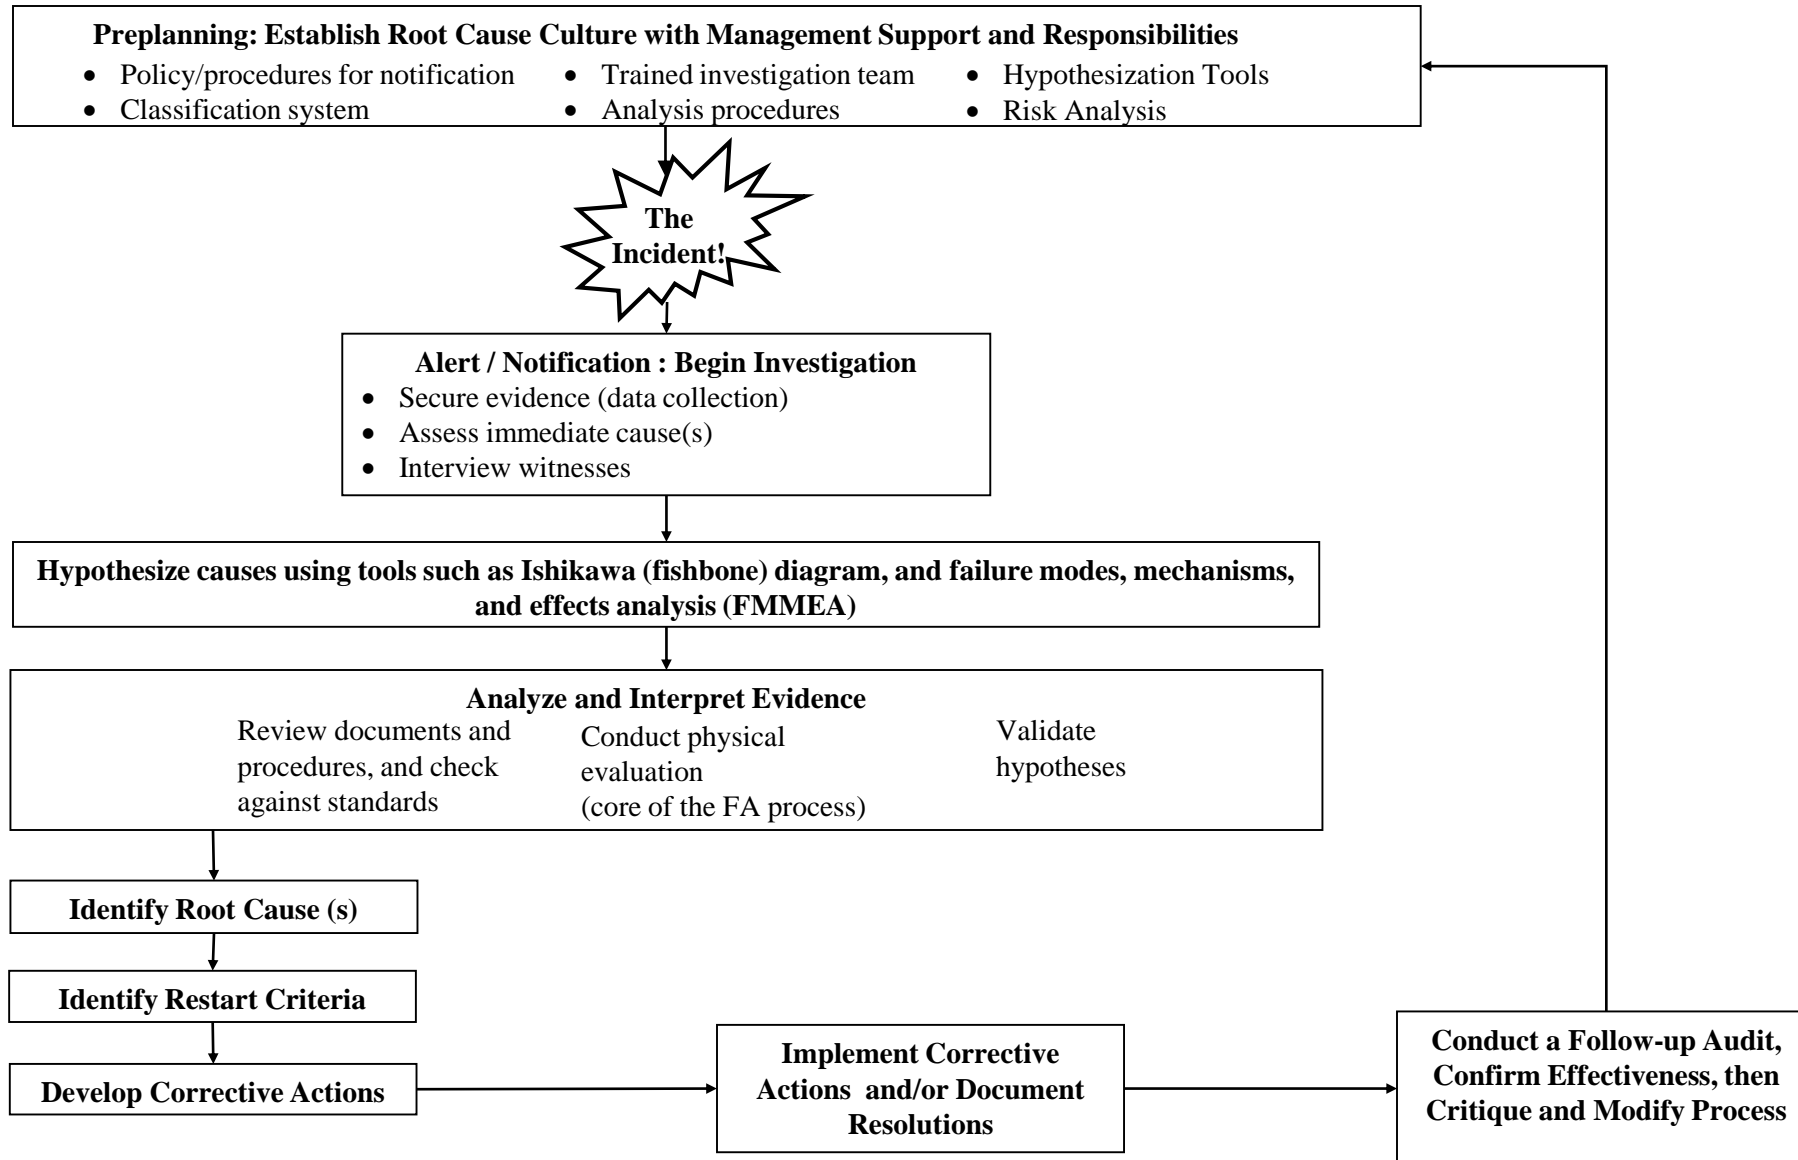 Preplanning: Establish Root Cause Culture with Management Support and Responsibilities
• Policy/procedures for notification
• Classification system
• Trained investigation team
• Analysis procedures
• Hypothesization Tools
• Risk Analysis
The
Incident!
Alert / Notification : Begin Investigation
• Secure evidence (data collection)
• Assess immediate cause(s)
• Interview witnesses
Hypothesize causes using tools such as Ishikawa (fishbone) diagram, and failure modes, mechanisms,
and effects analysis (FMMEA)
Analyze and Interpret Evidence
Review documents and
procedures, and check
against standards
Conduct physical
evaluation
(core of the FA process)
Validate
hypotheses
Identify Root Cause (s)
Identify Restart Criteria
Develop Corrective Actions
Implement Corrective
Actions and/or Document
Resolutions
Conduct a Follow-up Audit,
Confirm Effectiveness, then
Critique and Modify Process